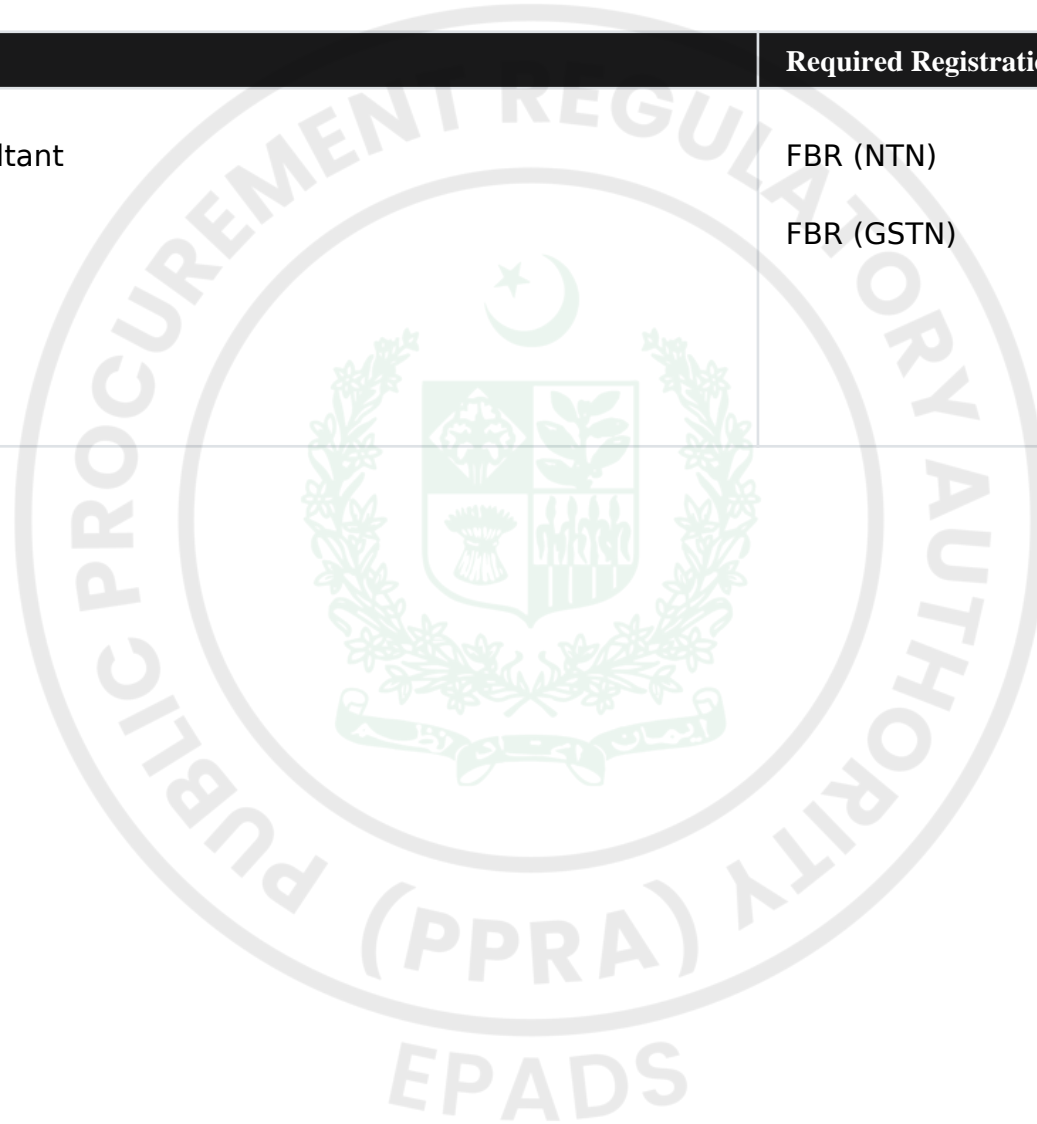 Required Registratio
ltant
FBR (NTN)
FBR (GSTN)
PUBLIC PROCUREMENT REGULATORY AUTHORITY
(PPRA)
EPADS